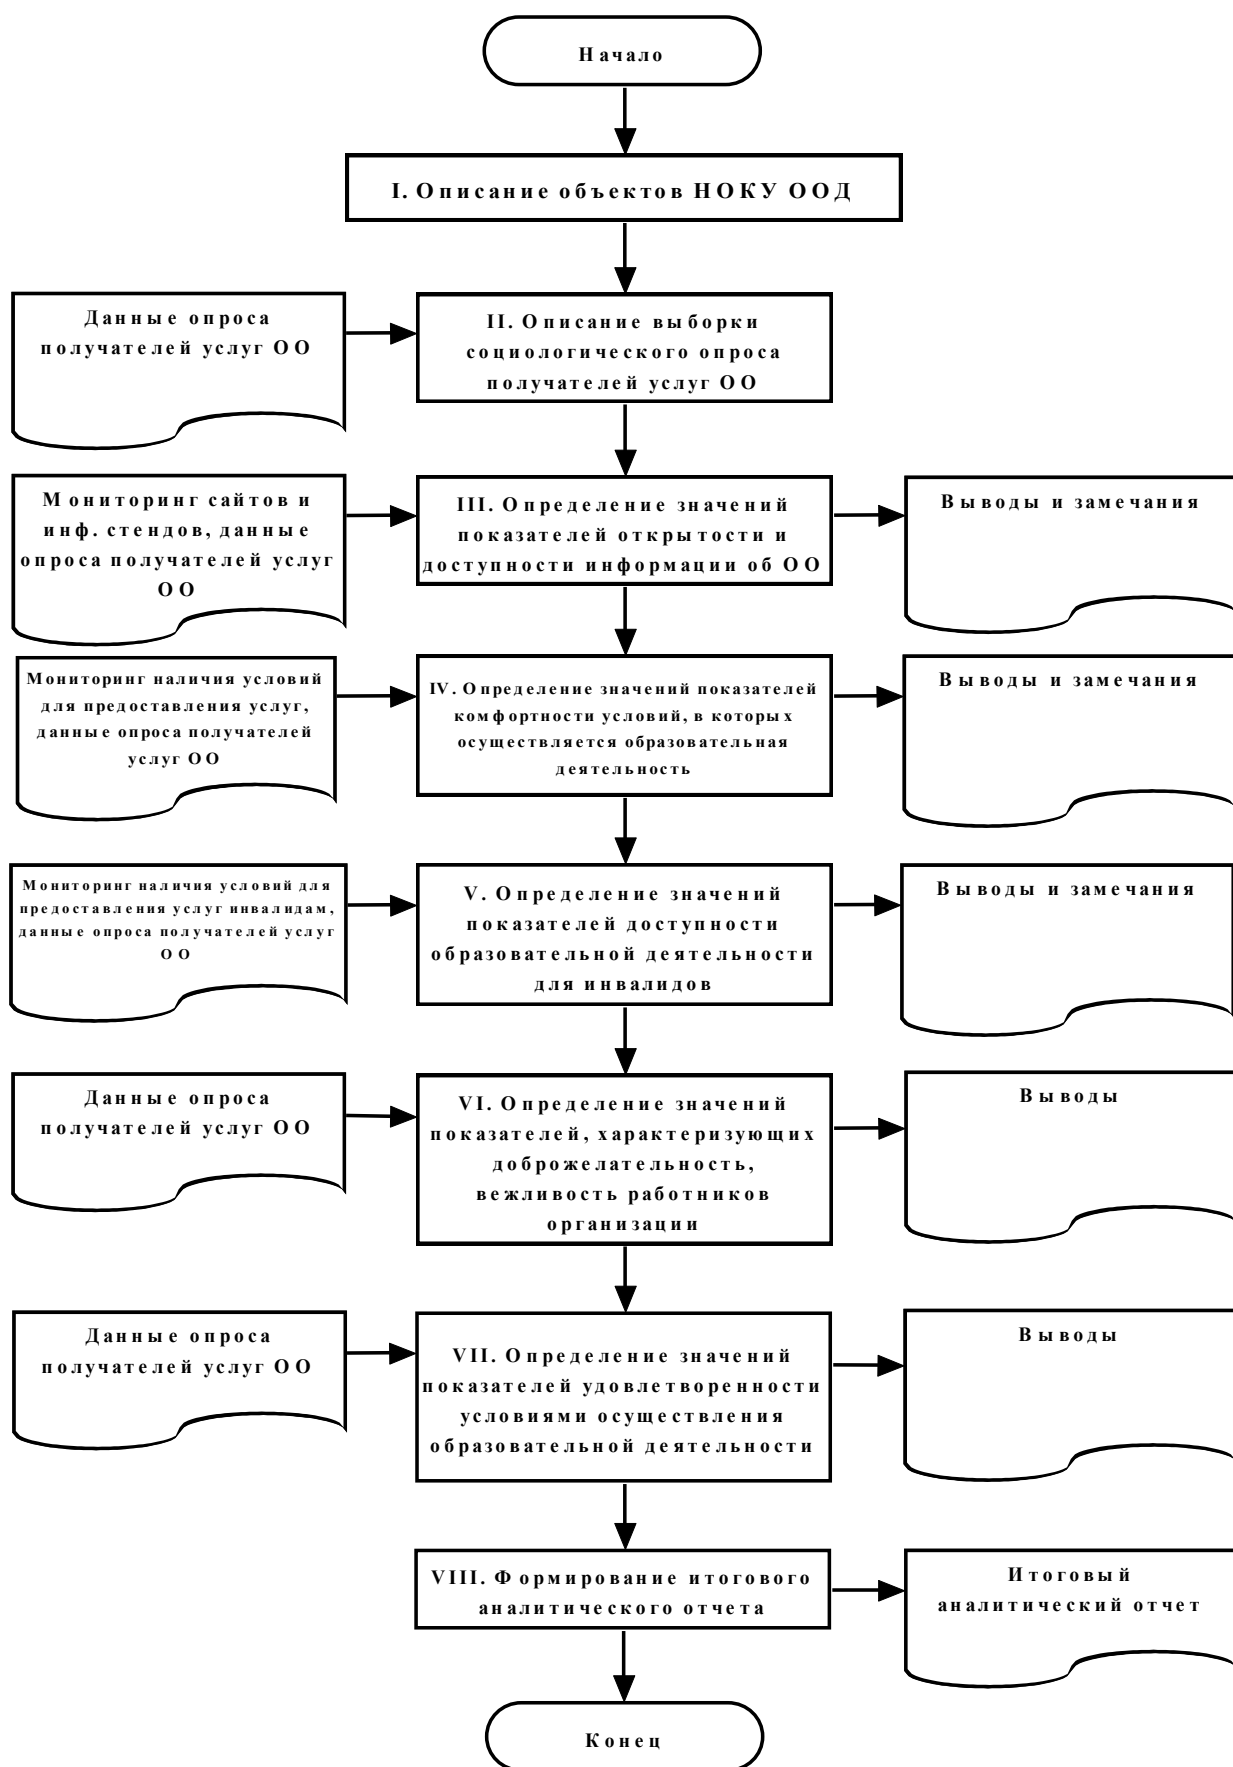 Начало
I. Описание объектов НОКУ ООД
Данные опроса
получателей услуг ОО
II. Описание выборки
социологического опроса
получателей услуг ОО
Мониторинг сайтов и
инф. стендов, данные
опроса получателей услуг
ОО
III. Определение значений
показателей открытости и
доступности информации об ОО
Выводы и замечания
Мониторинг наличия условий
для предоставления услуг,
данные опроса получателей
услуг ОО
IV. Определение значений показателей
комфортности условий, в которых
осуществляется образовательная
деятельность
Выводы и замечания
Мониторинг наличия условий для
предоставления услуг инвалидам,
данные опроса получателей услуг
ОО
V. Определение значений
показателей доступности
образовательной деятельности
для инвалидов
Выводы и замечания
Данные опроса
получателей услуг ОО
VI. Определение значений
показателей, характеризующих
доброжелательность,
вежливость работников
организации
Выводы
Данные опроса
получателей услуг ОО
VII. Определение значений
показателей удовлетворенности
условиями осуществления
образовательной деятельности
Выводы
VIII. Формирование итогового
аналитического отчета
Итоговый
аналитический отчет
Конец